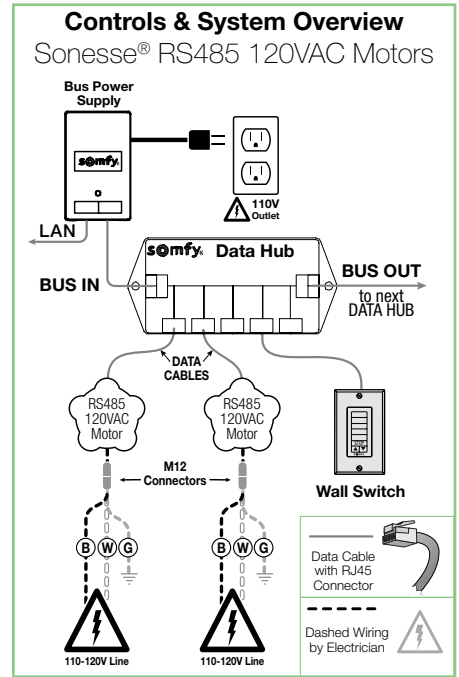 Controls & System Overview
Sonesse® RS485 120VAC Motors
Bus Power
Supply
somfy®
110V
Outlet
LAN
somfy® Data Hub
BUS IN
BUS OUT
to next
DATA HUB
DATA
CABLES
RS485
120VAC
Motor
RS485
120VAC
Motor
M12
Connectors
Wall Switch
B W G
B W G
110-120V Line
110-120V Line
Data Cable
with RJ45
Connector
Dashed Wiring
by Electrician